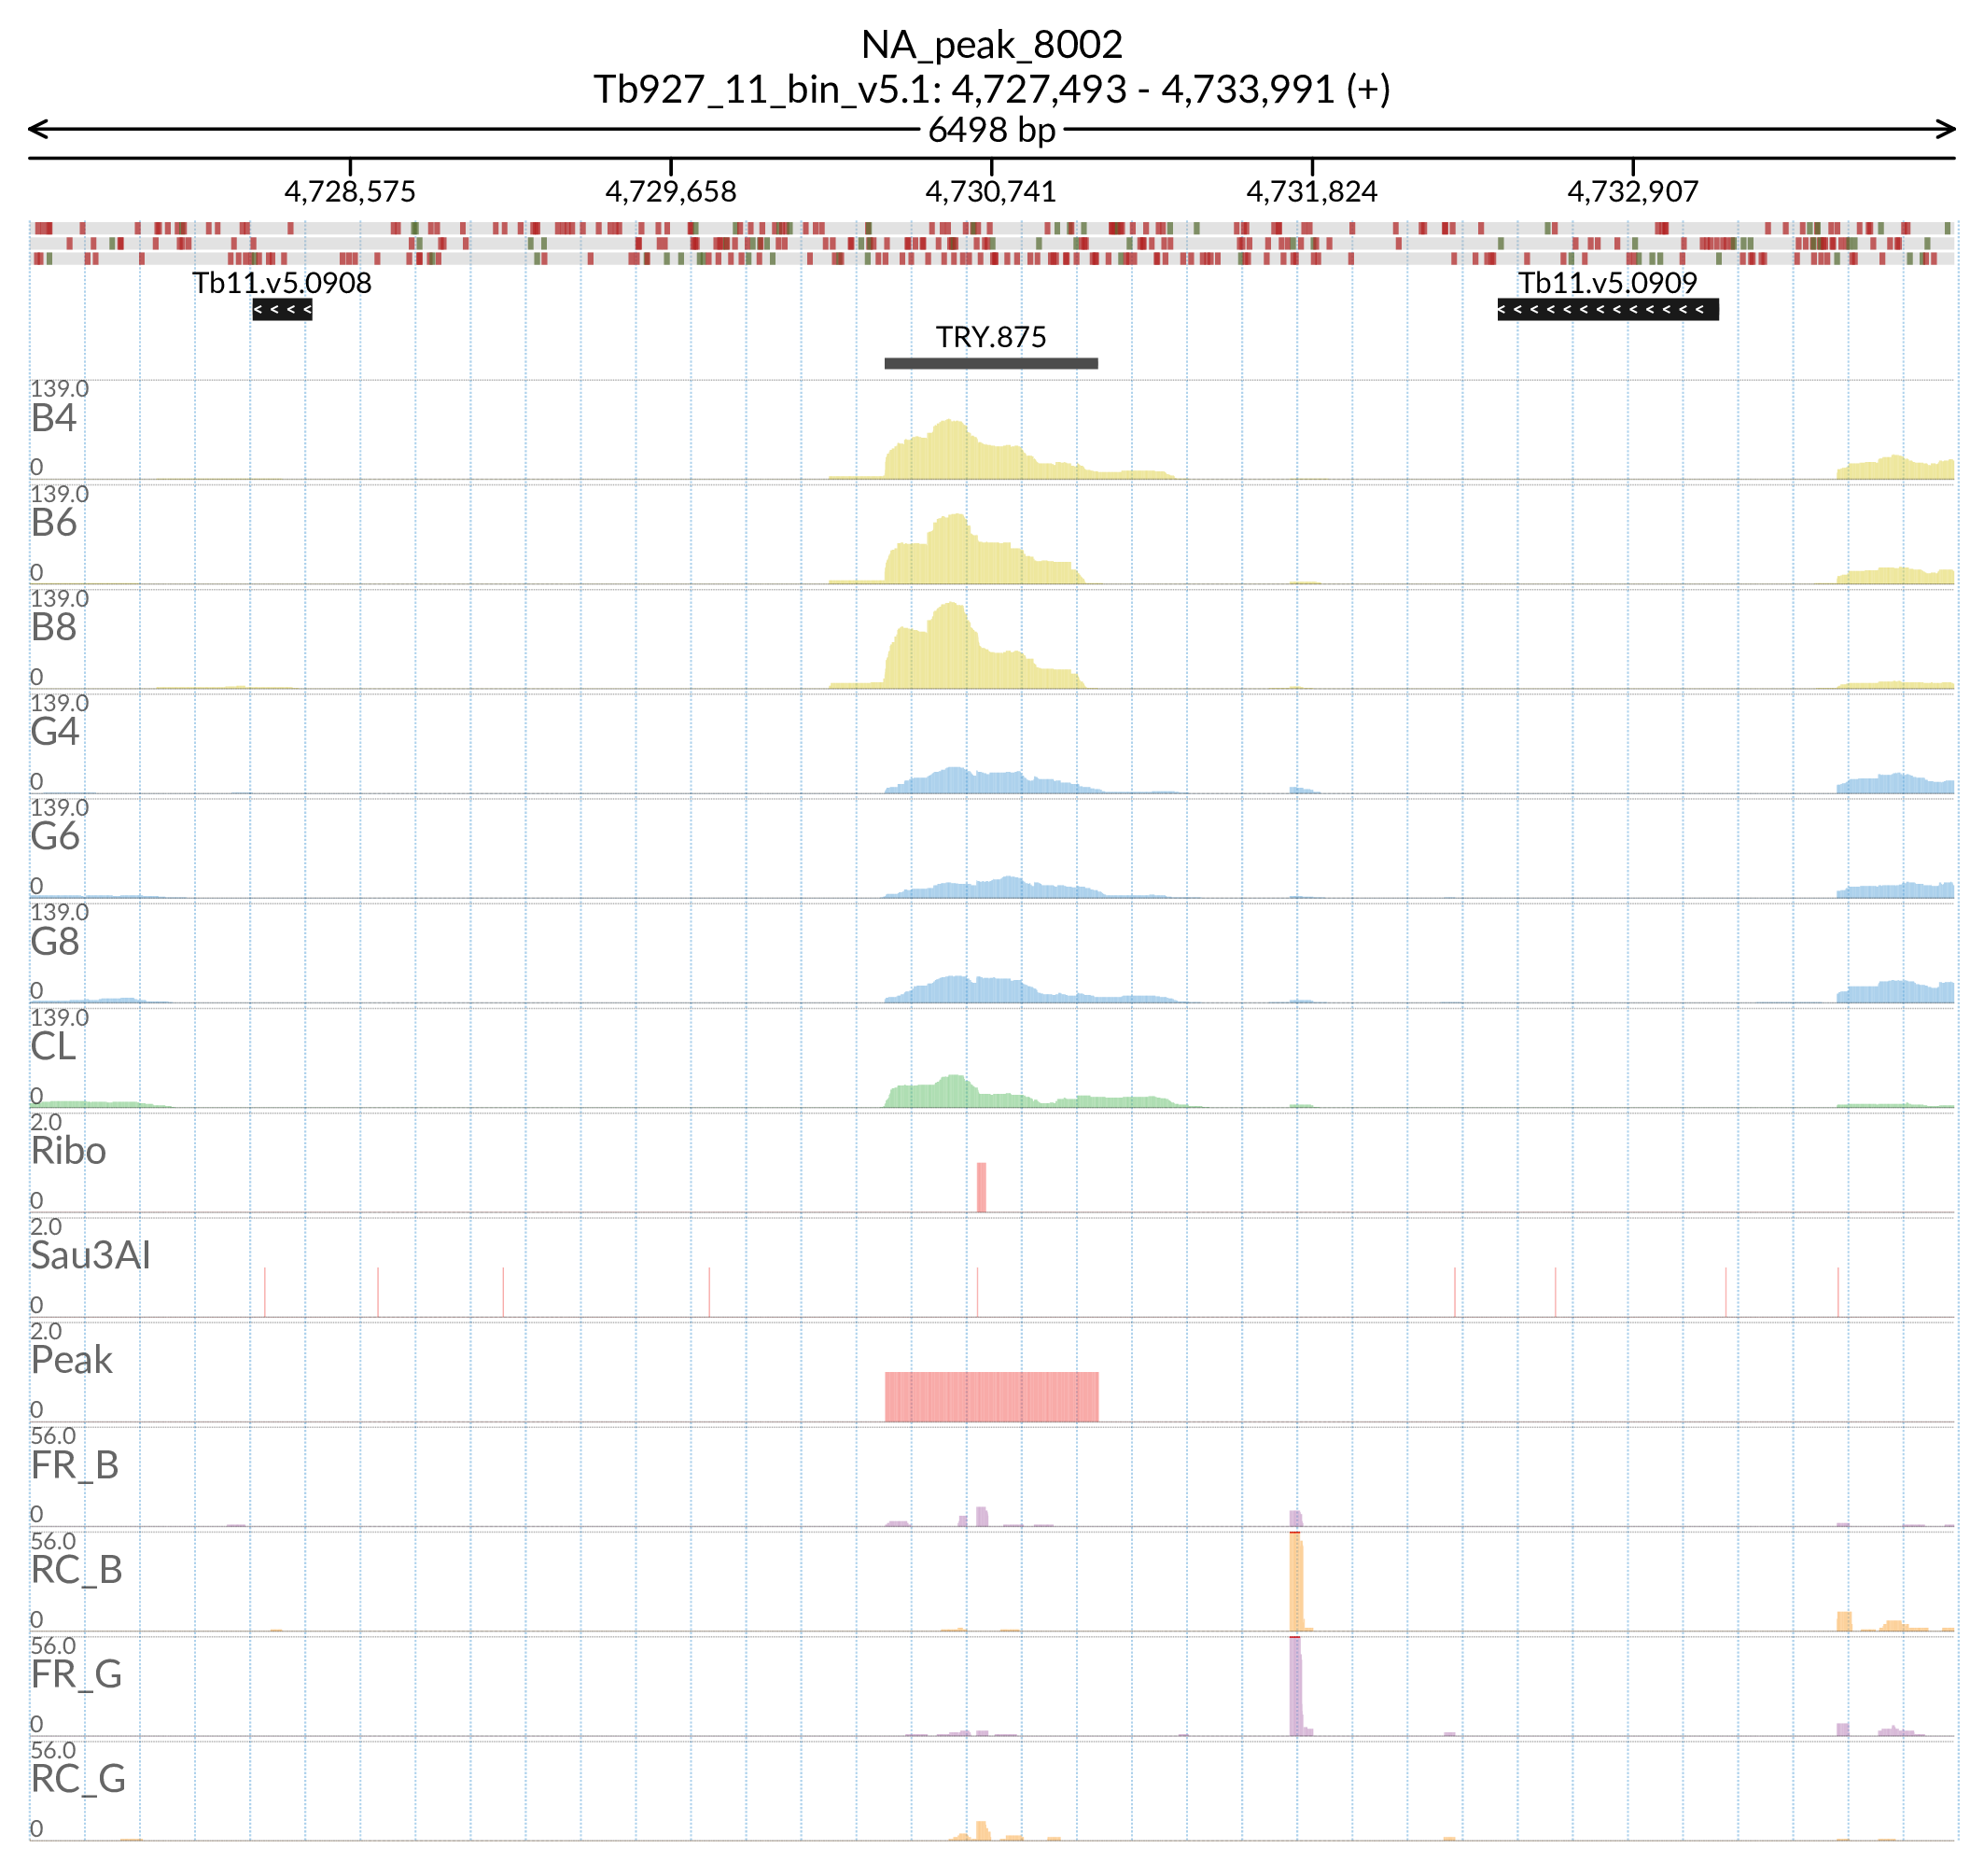 NA_peak_8002
Tb927_11_bin_v5.1: 4,727,493 - 4,733,991 (+)
6498 bp
4,728,575 4,729,658 4,730,741 4,731,824 4,732,907
Tb11.v5.0908 Tb11.v5.0909
TRY.875
139.0
B4
0
139.0
B6
0
139.0
B8
0
139.0
G4
0
139.0
G6
0
139.0
G8
0
139.0
CL
0
2.0
Ribo
0
2.0
Sau3AI
0
2.0
Peak
0
56.0
FR_B
0
56.0
RC_B
0
56.0
FR_G
0
56.0
RC_G
0